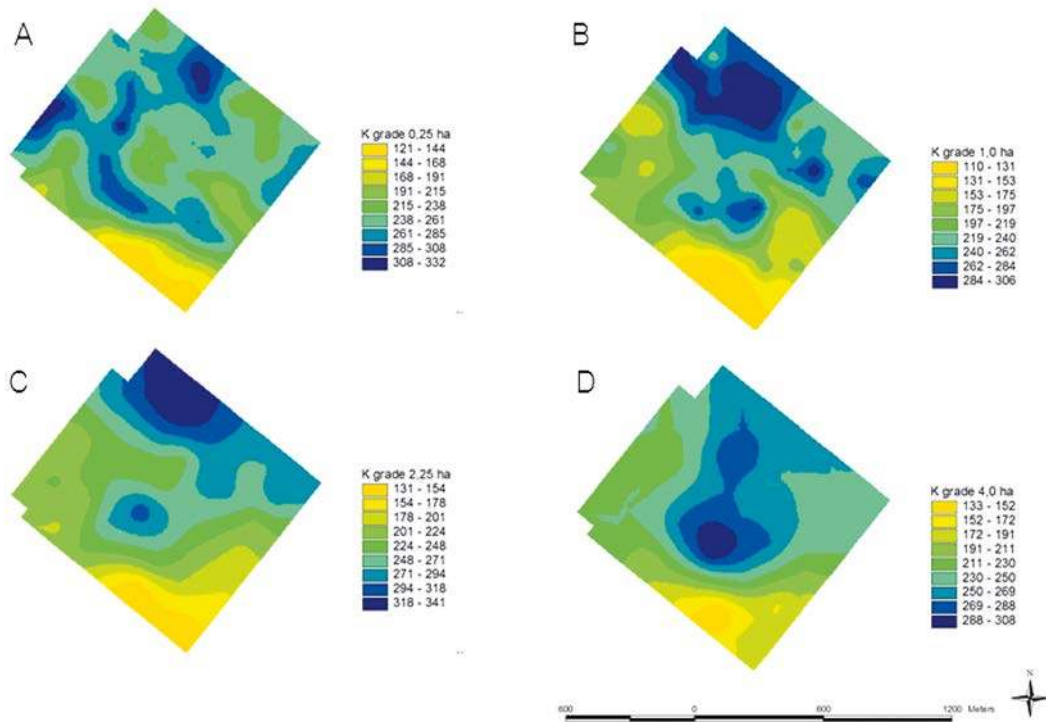 A
K grade 0,25 ha
121 - 144
144 - 168
168 - 191
191 - 215
215 - 238
238 - 261
261 - 285
285 - 308
308 - 332
B
K grade 1,0 ha
110 - 131
131 - 153
153 - 175
175 - 197
197 - 219
219 - 240
240 - 262
262 - 284
284 - 306
C
K grade 2,25 ha
131 - 154
154 - 178
178 - 201
201 - 224
224 - 248
248 - 271
271 - 294
294 - 318
318 - 341
D
K grade 4,0 ha
133 - 152
152 - 172
172 - 191
191 - 211
211 - 230
230 - 250
250 - 269
269 - 288
288 - 308
N
600 0 600 1200 Meters